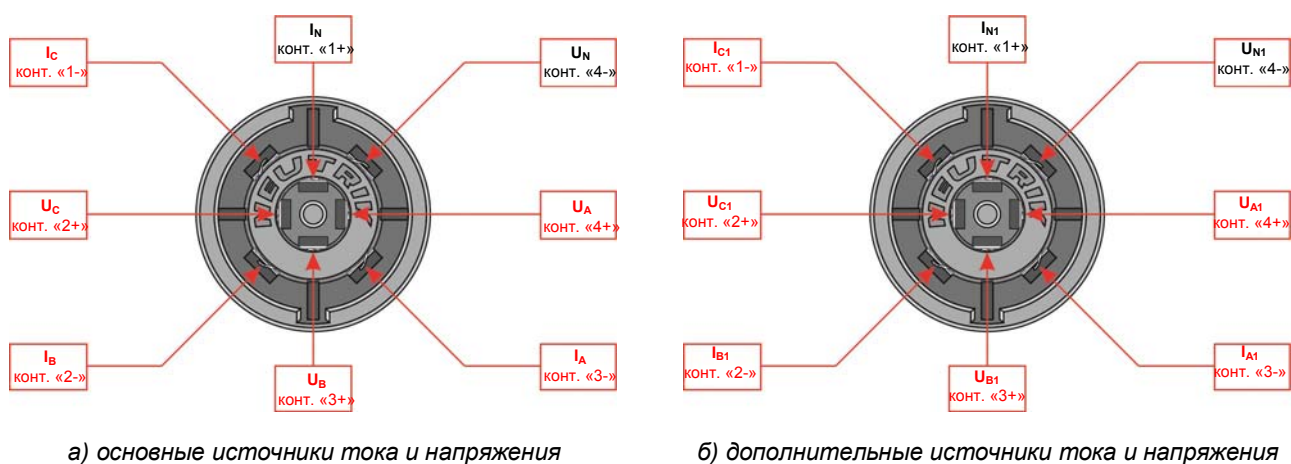 I_N
конт. «1+»
I_C
конт. «1-»
U_N
конт. «4-»
U_C
конт. «2+»
U_A
конт. «4+»
I_B
конт. «2-»
U_B
конт. «3+»
I_A
конт. «3-»
а) основные источники тока и напряжения
I_N1
конт. «1+»
I_C1
конт. «1-»
U_N1
конт. «4-»
U_C1
конт. «2+»
U_A1
конт. «4+»
I_B1
конт. «2-»
U_B1
конт. «3+»
I_A1
конт. «3-»
б) дополнительные источники тока и напряжения